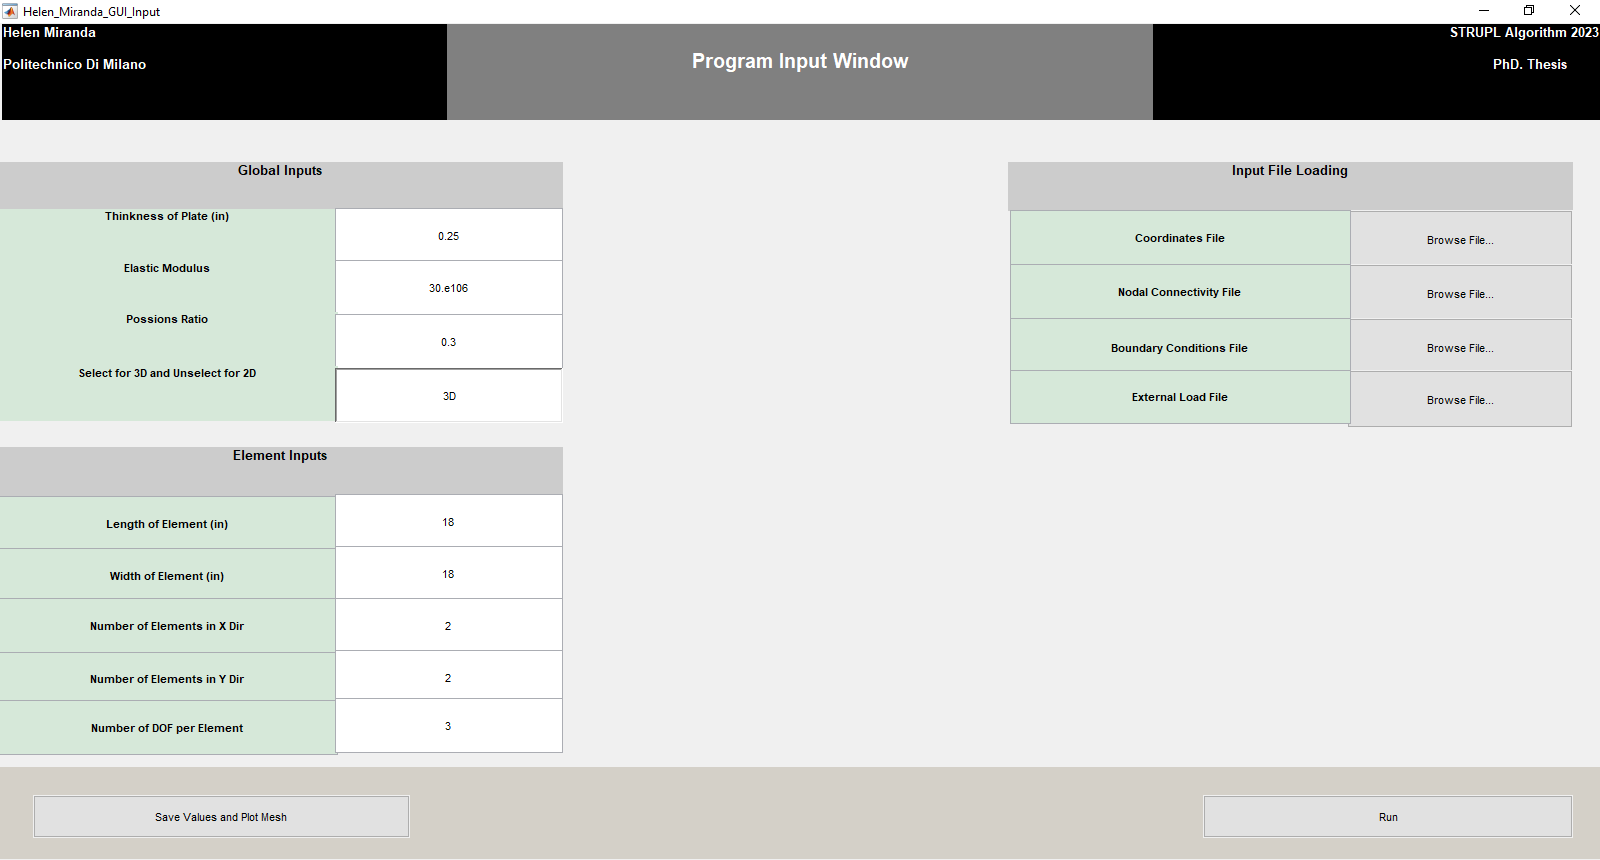 Helen_Miranda_GUI_Input
Helen Miranda
Politechnico Di Milano
Program Input Window
STRUPL Algorithm 2023
PhD. Thesis
Global Inputs
Thinkness of Plate (in)
0.25
Elastic Modulus
30.e106
Possions Ratio
0.3
Select for 3D and Unselect for 2D
3D
Element Inputs
Length of Element (in)
18
Width of Element (in)
18
Number of Elements in X Dir
2
Number of Elements in Y Dir
2
Number of DOF per Element
3
Input File Loading
Coordinates File
Browse File...
Nodal Connectivity File
Browse File...
Boundary Conditions File
Browse File...
External Load File
Browse File...
Save Values and Plot Mesh
Run